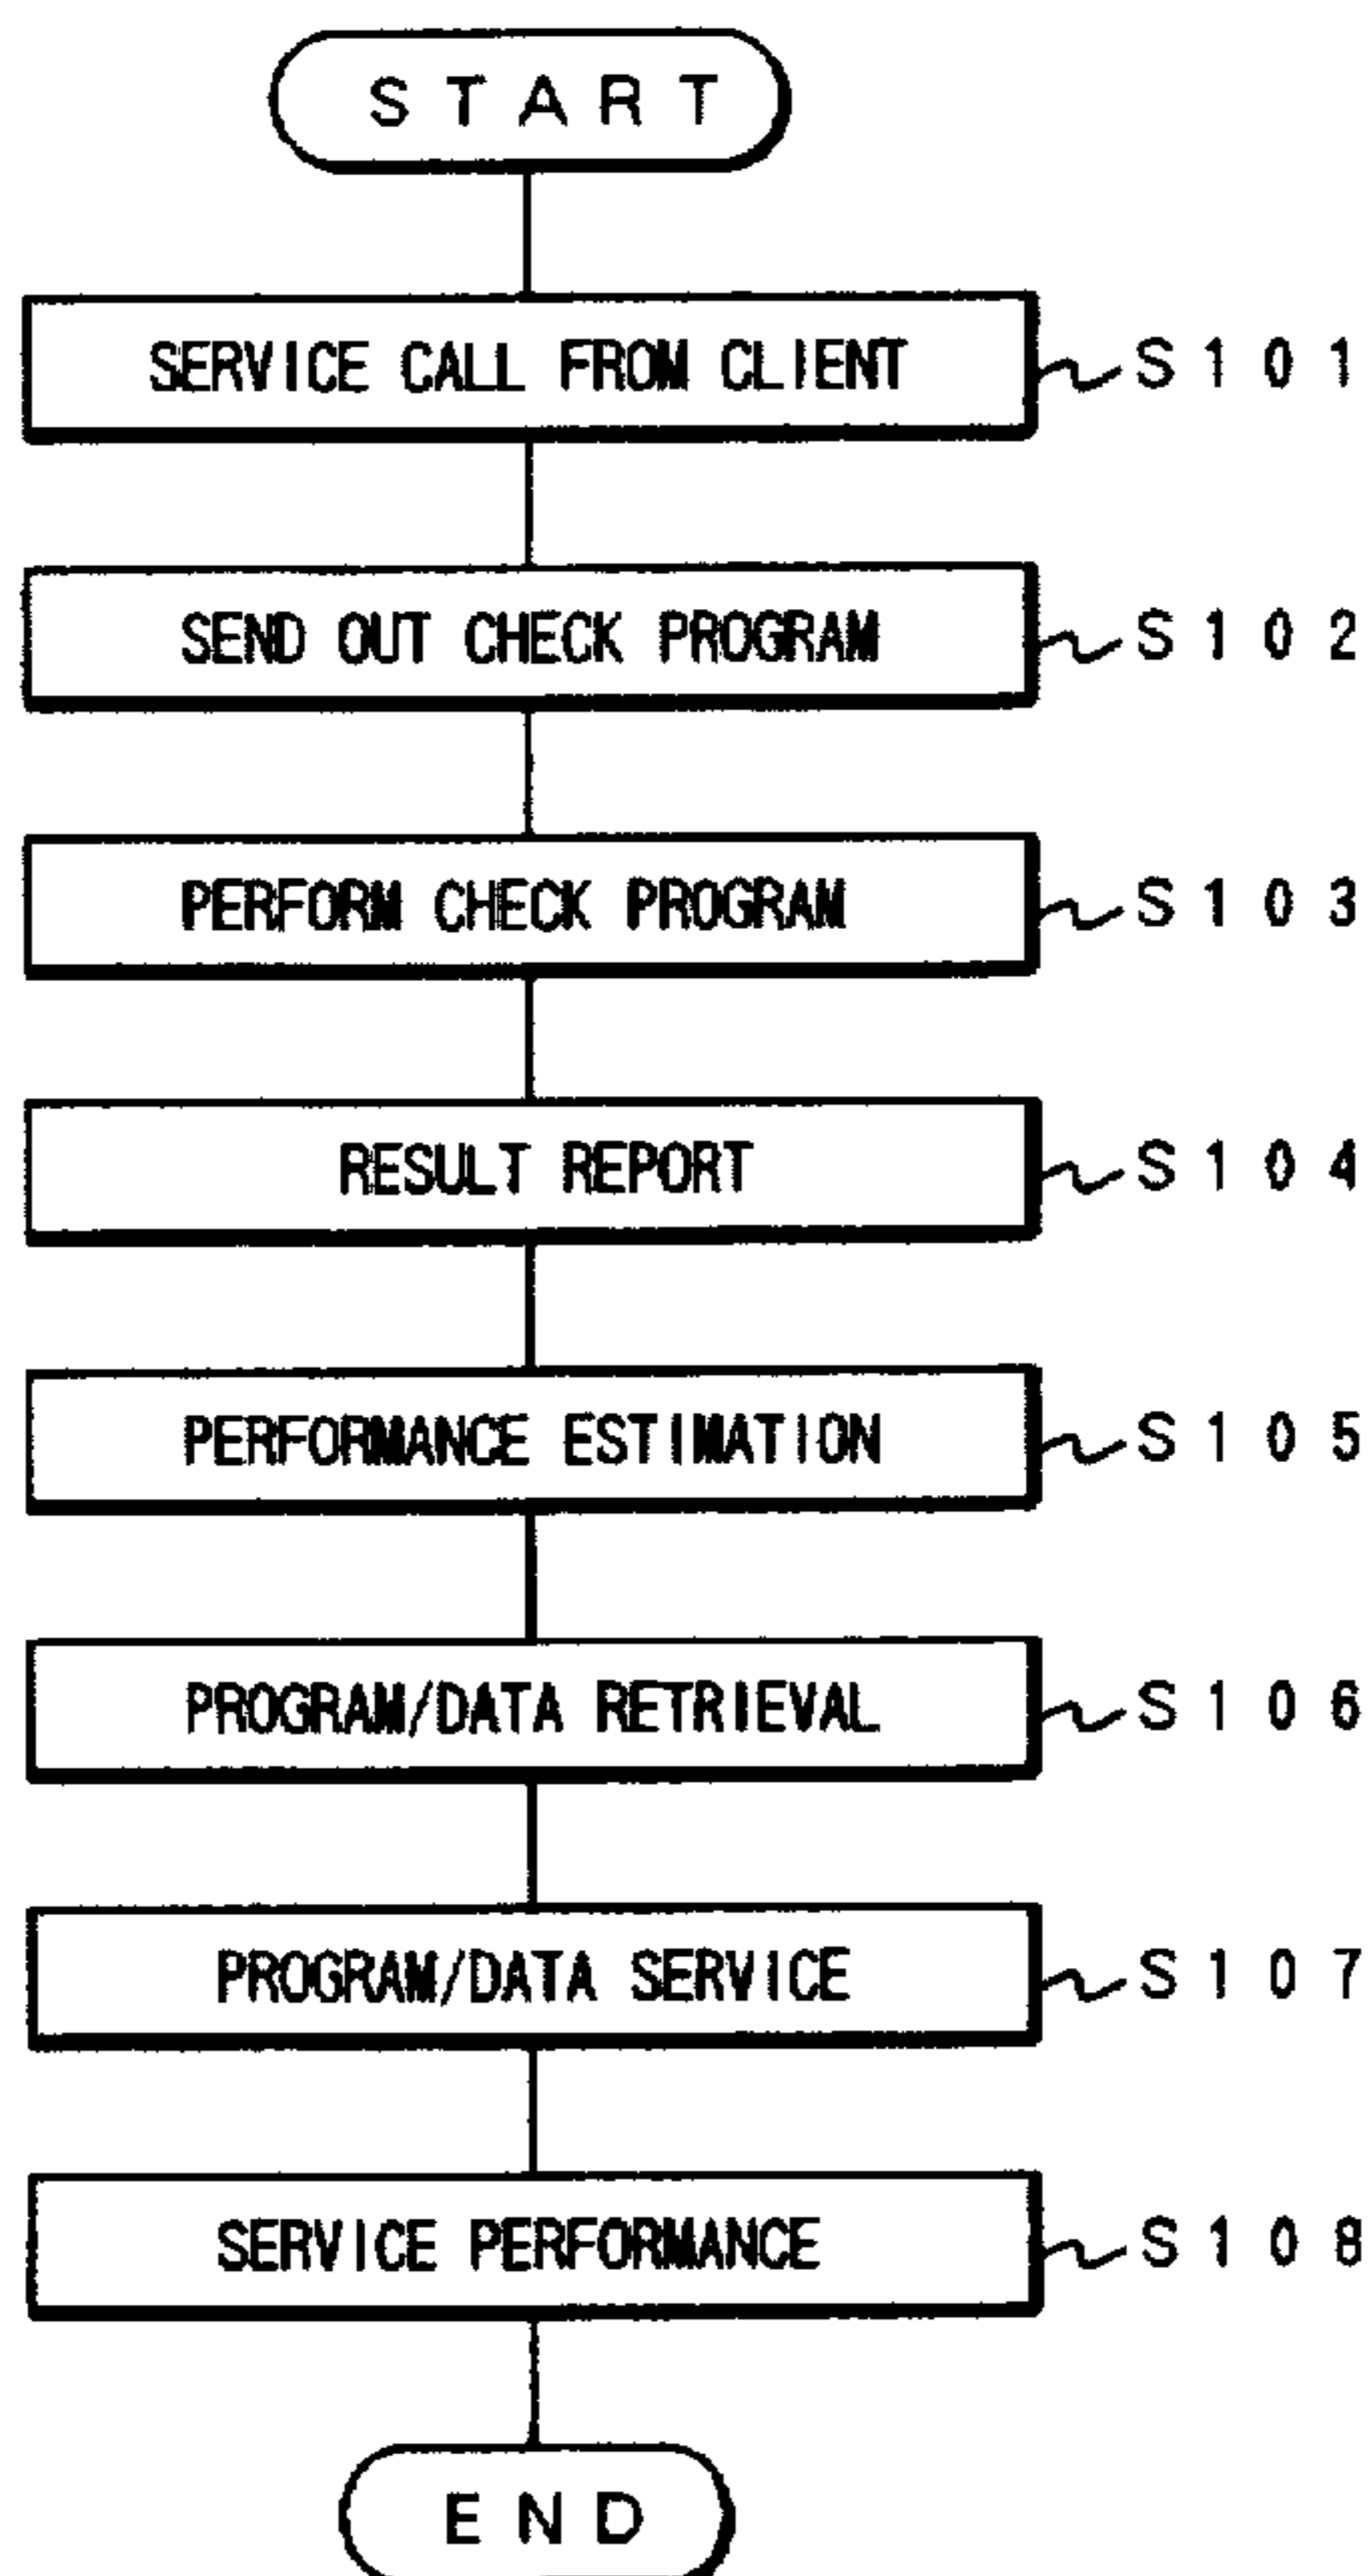 START
SERVICE CALL FROM CLIENT S101
SEND OUT CHECK PROGRAM S102
PERFORM CHECK PROGRAM S103
RESULT REPORT S104
PERFORMANCE ESTIMATION S105
PROGRAM/DATA RETRIEVAL S106
PROGRAM/DATA SERVICE S107
SERVICE PERFORMANCE S108
END